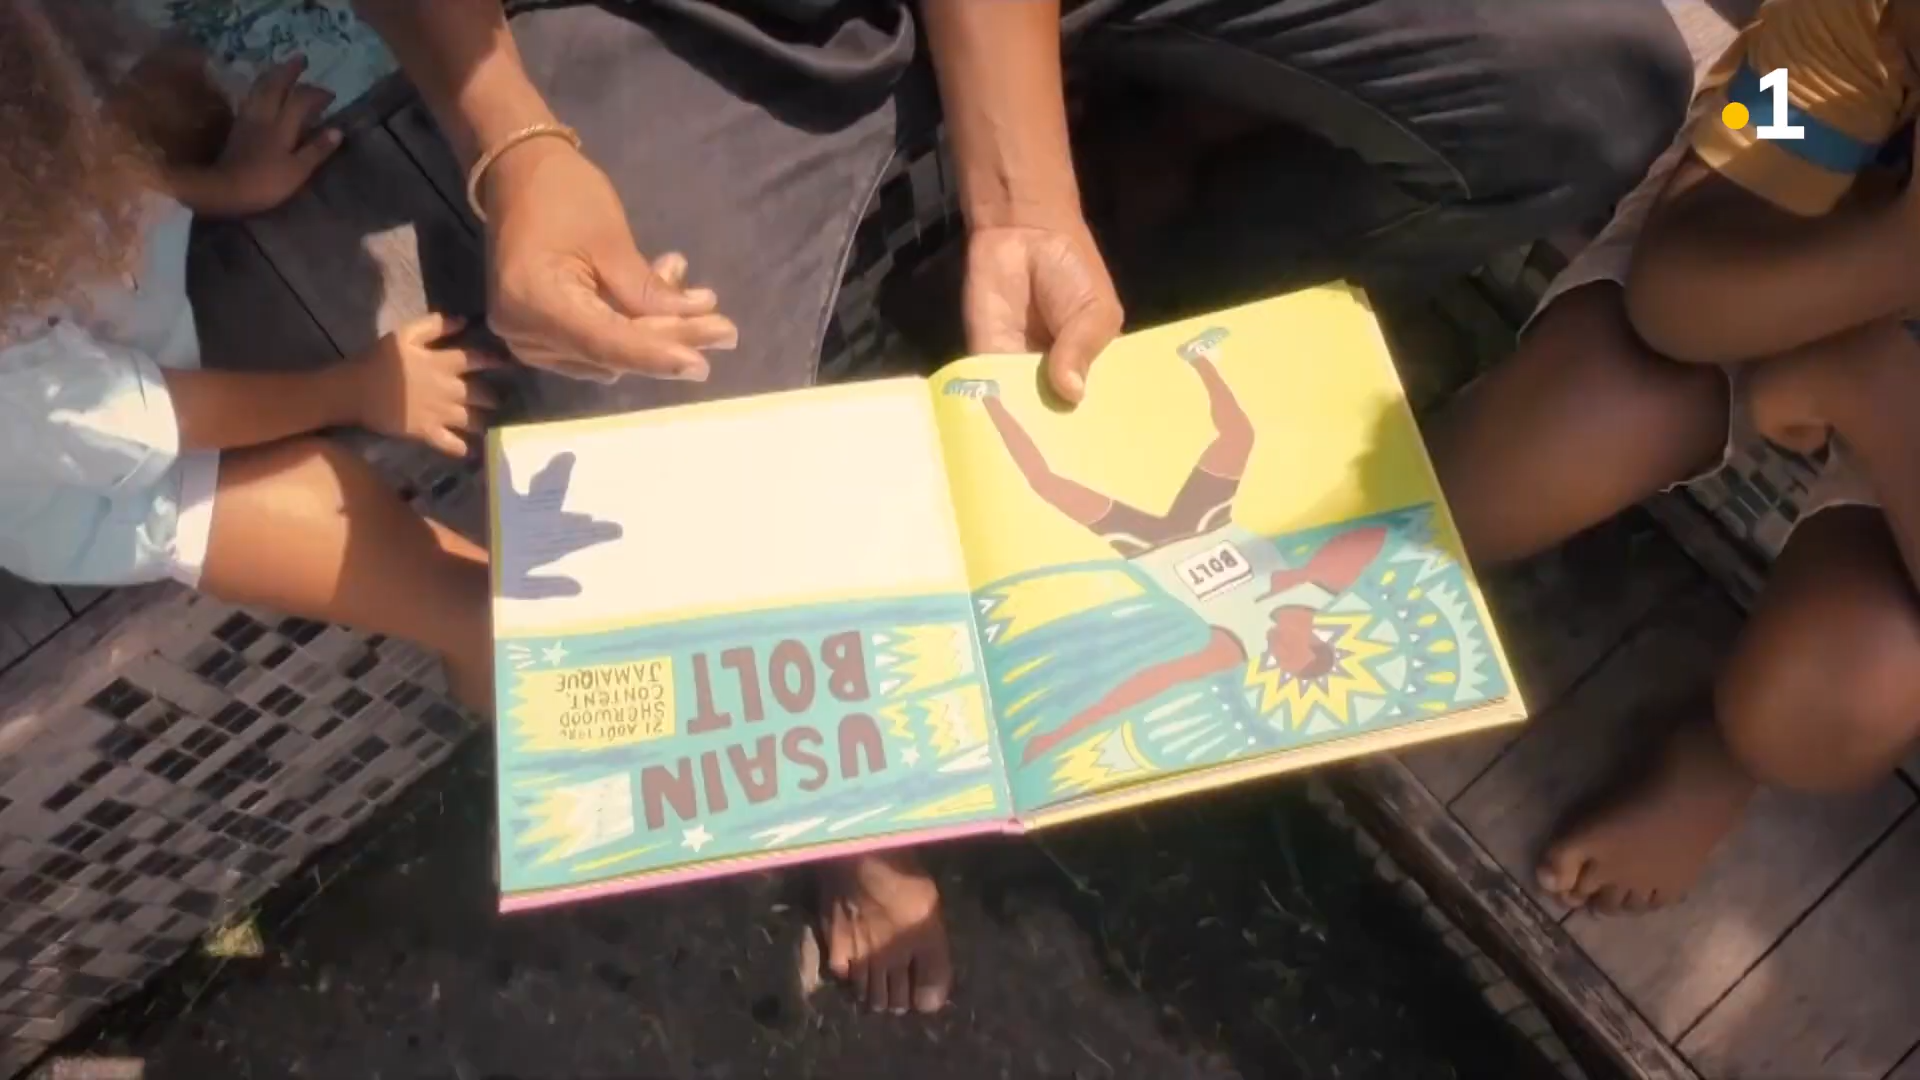 1
USAIN
BOLT
21 AOÛT 1986
SHERWOOD
CONTENT,
JAMAÏQUE
BOLT